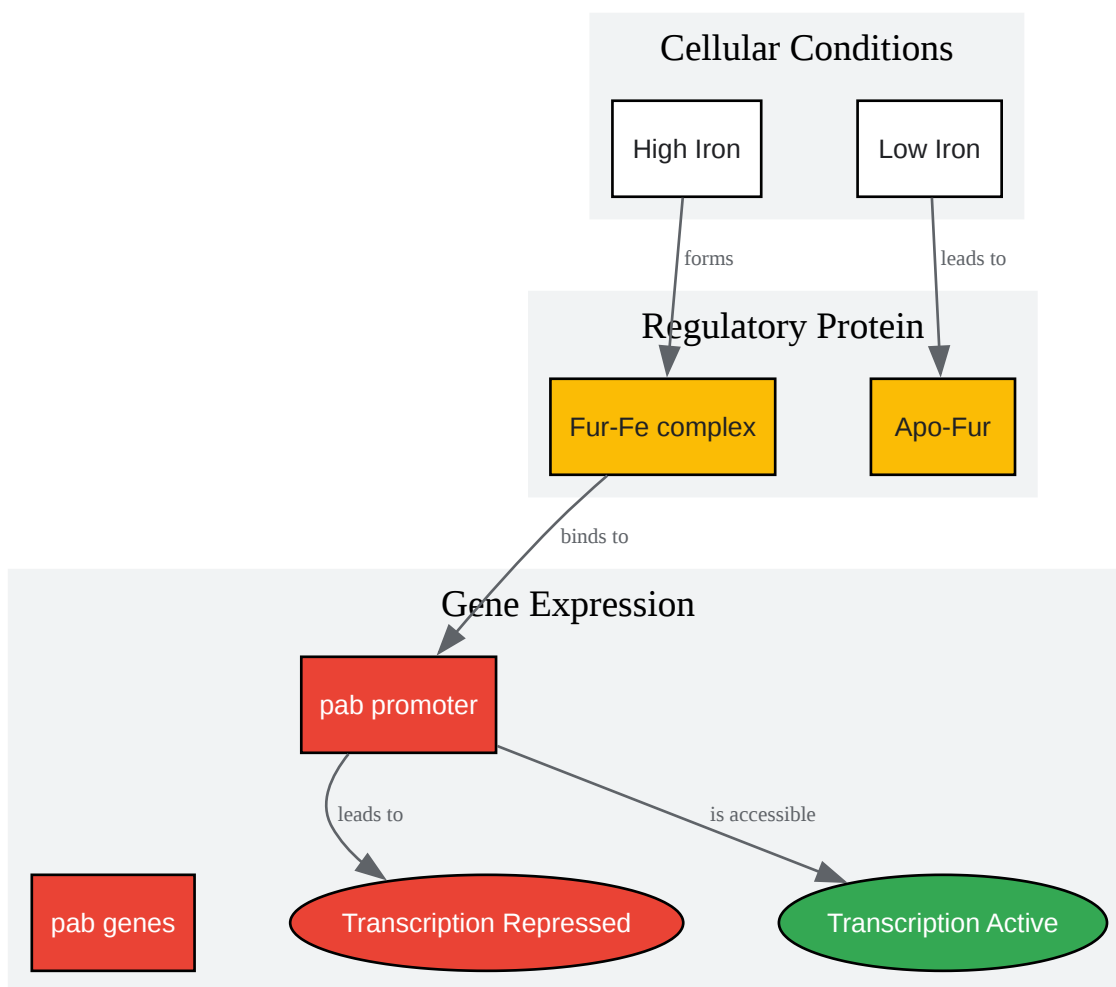 Cellular Conditions
High Iron
Low Iron
forms
leads to
Regulatory Protein
Fur-Fe complex
Apo-Fur
binds to
Gene Expression
pab promoter
leads to
is accessible
pab genes
Transcription Repressed
Transcription Active